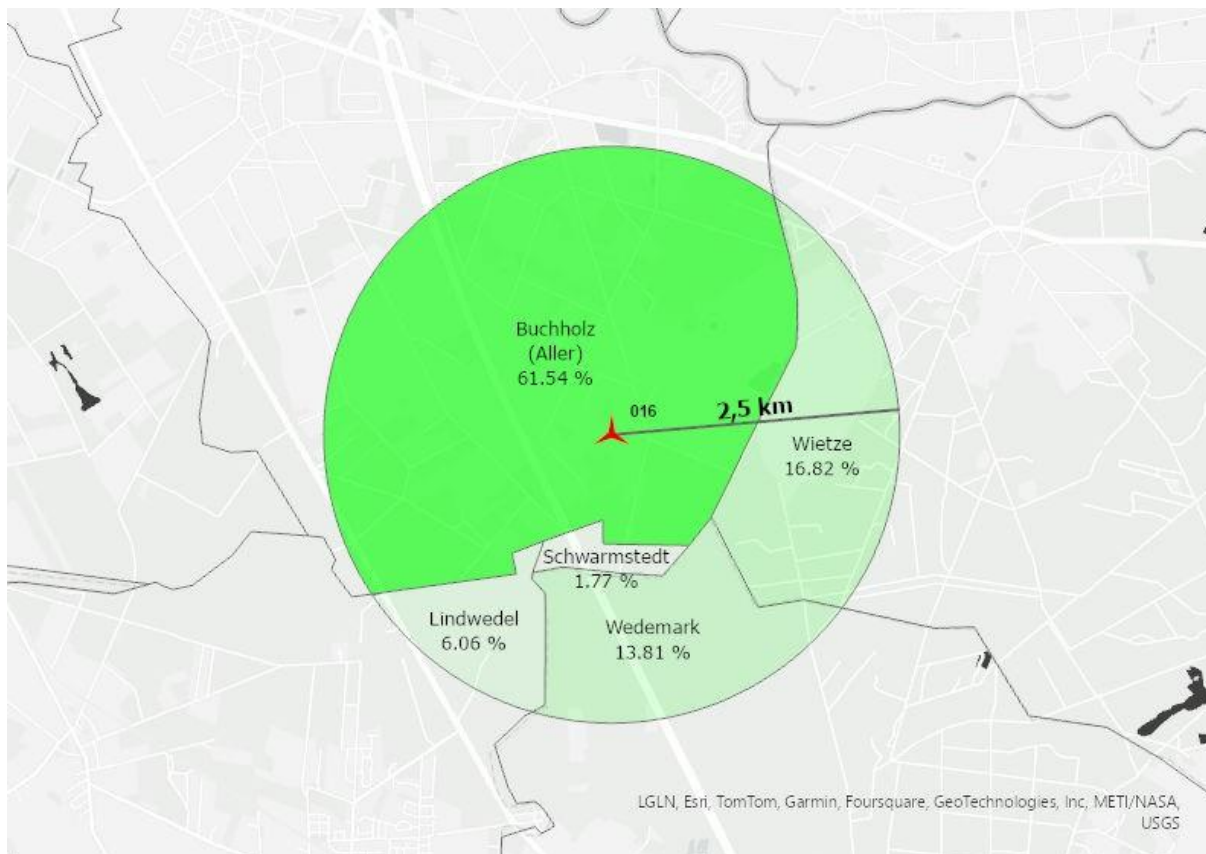 Buchholz
(Aller)
61.54 %
016
2,5 km
Wietze
16.82 %
Schwarmstedt
1.77 %
Lindwedel
6.06 %
Wedemark
13.81 %
LGLN, Esri, TomTom, Garmin, Foursquare, GeoTechnologies, Inc, METI/NASA,
USGS